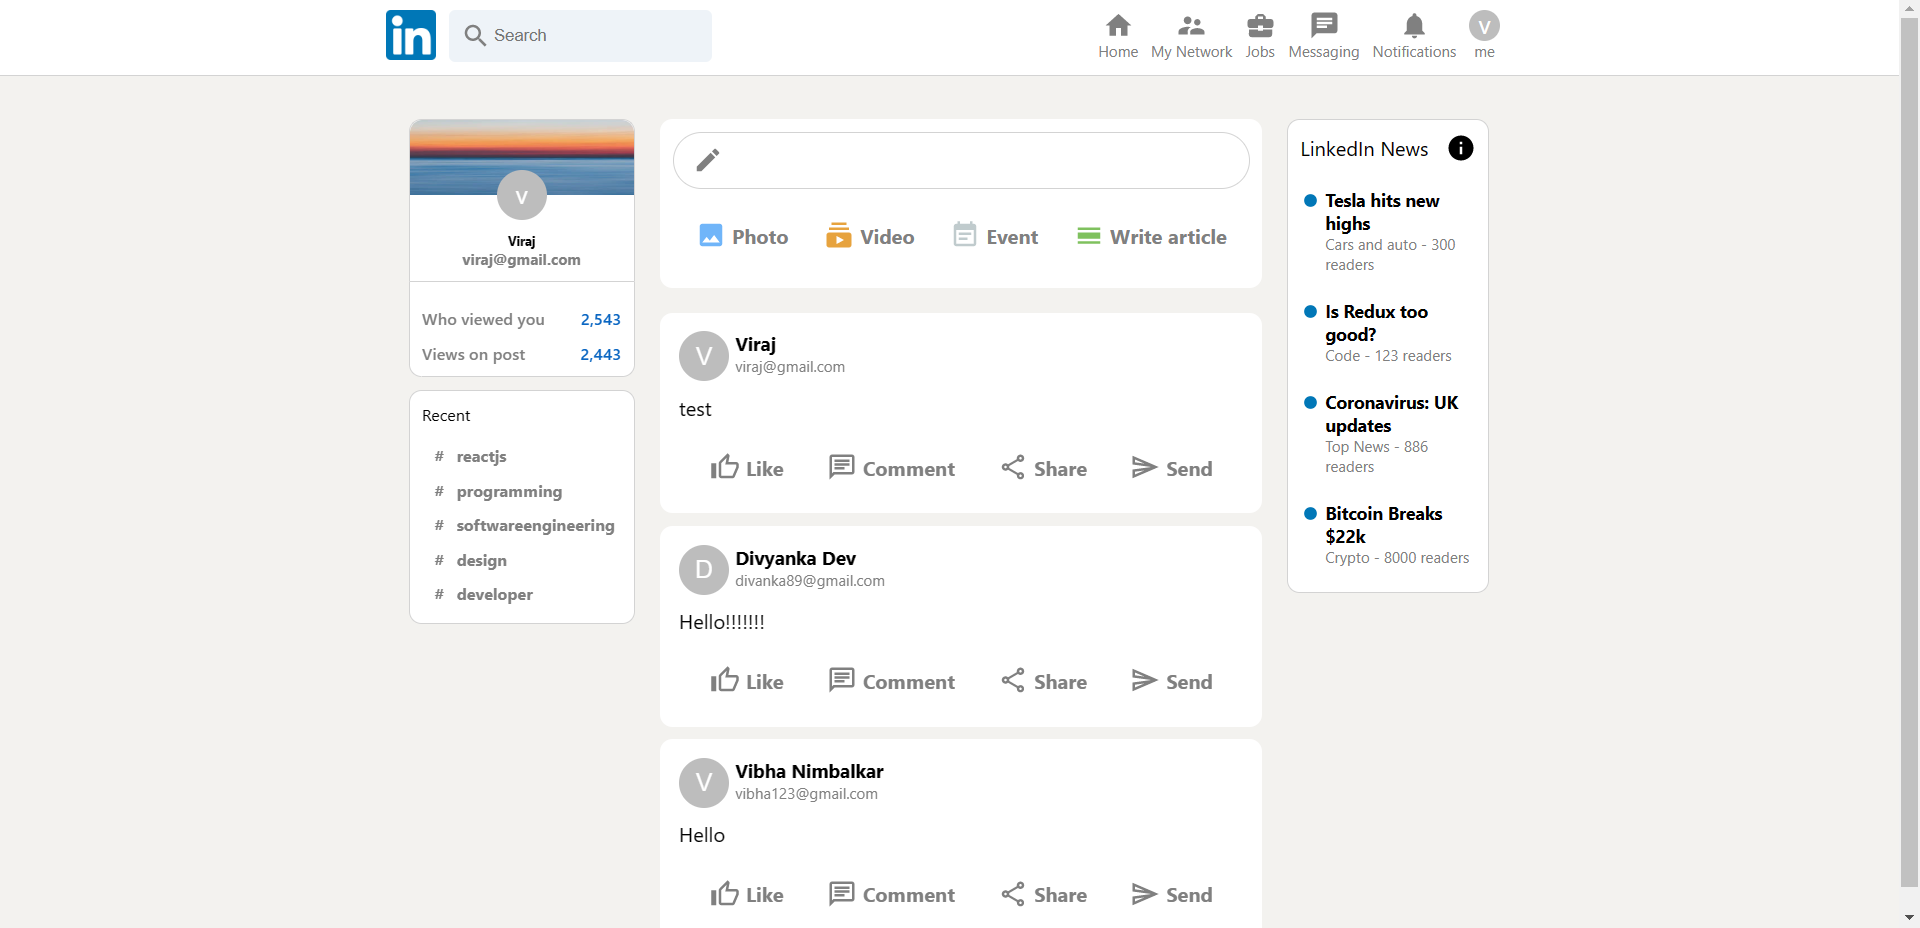 in
Search
Home
My Network
Jobs
Messaging
Notifications
V
me
V
Viraj
viraj@gmail.com
Who viewed you 2,543
Views on post 2,443
Recent
# reactjs
# programming
# softwareengineering
# design
# developer
Photo
Video
Event
Write article
V
Viraj
viraj@gmail.com
test
Like
Comment
Share
Send
D
Divyanka Dev
divanka89@gmail.com
Hello!!!!!!!
Like
Comment
Share
Send
V
Vibha Nimbalkar
vibha123@gmail.com
Hello
Like
Comment
Share
Send
LinkedIn News
Tesla hits new
highs
Cars and auto - 300
readers
Is Redux too
good?
Code - 123 readers
Coronavirus: UK
updates
Top News - 886
readers
Bitcoin Breaks
$22k
Crypto - 8000 readers